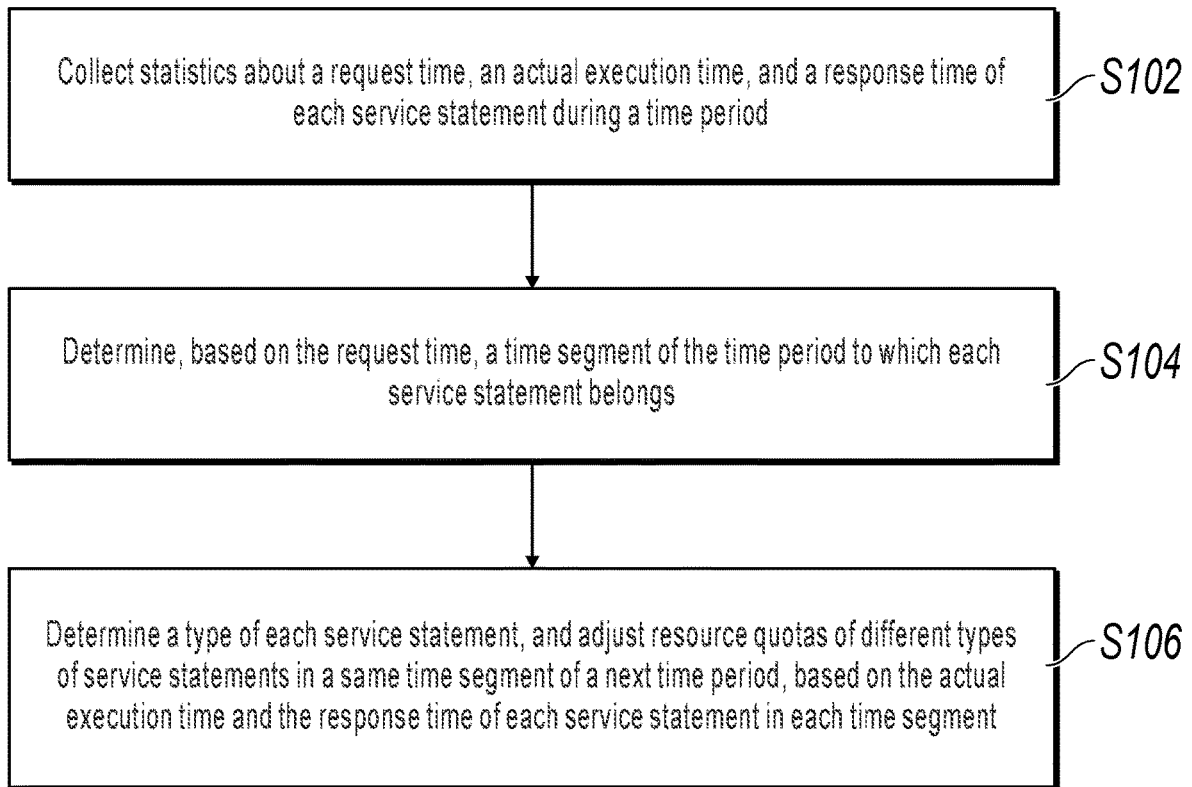 Collect statistics about a request time, an actual execution time, and a response time of
each service statement during a time period
S102
Determine, based on the request time, a time segment of the time period to which each
service statement belongs
S104
Determine a type of each service statement, and adjust resource quotas of different types
of service statements in a same time segment of a next time period, based on the actual
execution time and the response time of each service statement in each time segment
S106